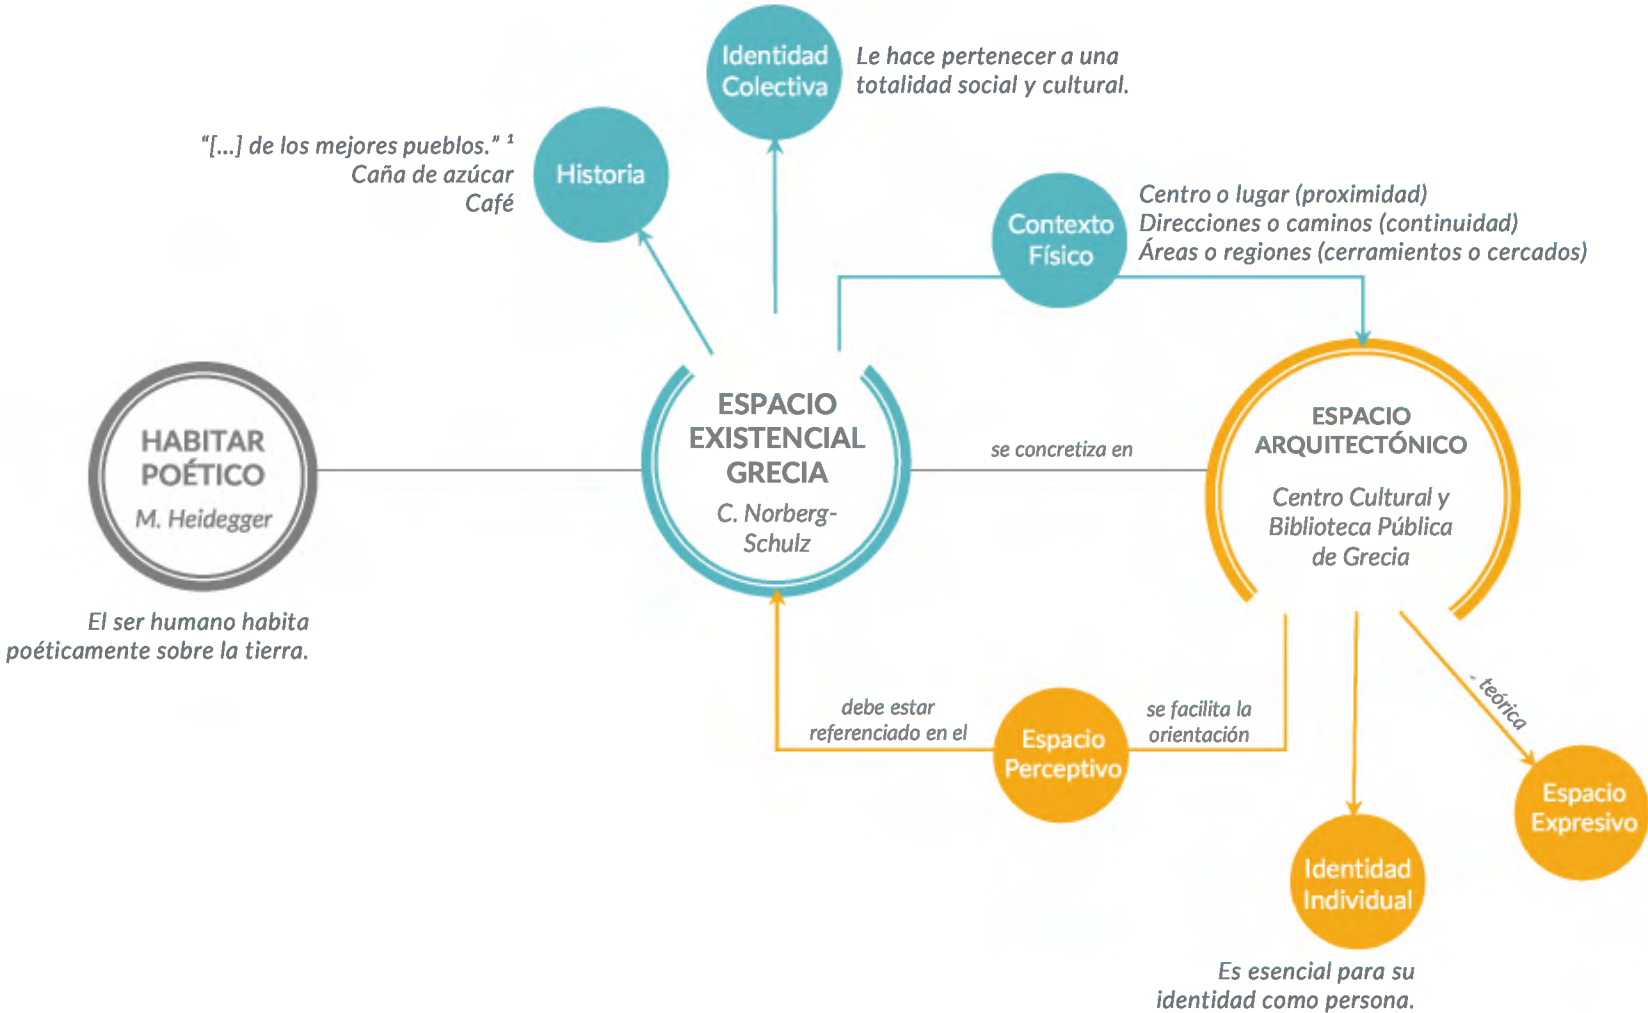 Identidad
Colectiva
Le hace pertenecer a una
totalidad social y cultural.
“[...] de los mejores pueblos.” ¹
Caña de azúcar
Café
Historia
Contexto
Físico
Centro o lugar (proximidad)
Direcciones o caminos (continuidad)
Áreas o regiones (cerramientos o cercados)
HABITAR
POÉTICO
M. Heidegger
El ser humano habita
poéticamente sobre la tierra.
ESPACIO
EXISTENCIAL
GRECIA
C. Norberg-
Schulz
se concretiza en
ESPACIO
ARQUITECTÓNICO
Centro Cultural y
Biblioteca Pública
de Grecia
debe estar
referenciado en el
Espacio
Perceptivo
se facilita la
orientación
- teórica
Espacio
Expresivo
Identidad
Individual
Es esencial para su
identidad como persona.